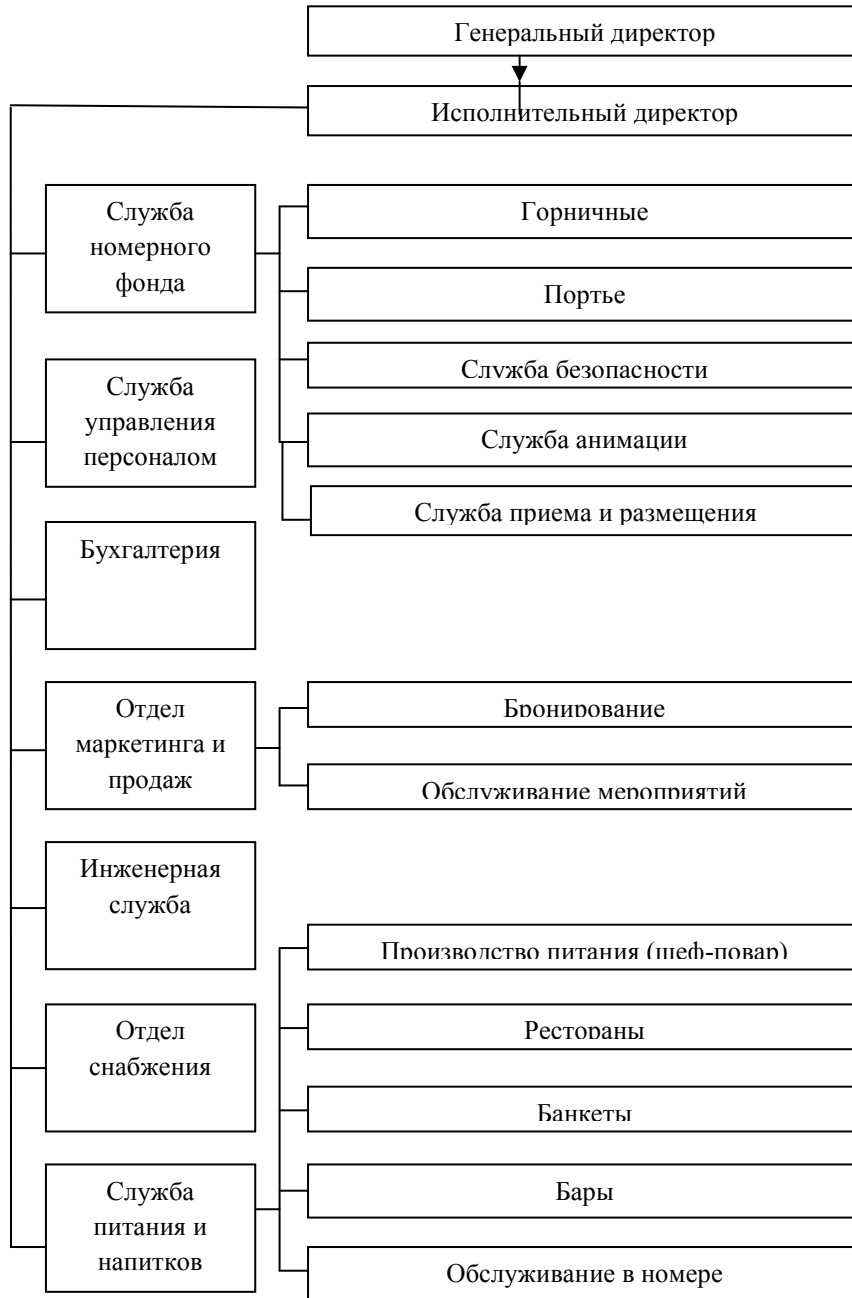 Генеральный директор
Исполнительный директор
Служба
номерного
фонда
Горничные
Портье
Служба безопасности
Служба
управления
персоналом
Служба анимации
Служба приема и размещения
Бухгалтерия
Отдел
маркетинга и
продаж
Бронирование
Обслуживание мероприятий
Инженерная
служба
Производство питания (шеф-повар)
Отдел
снабжения
Рестораны
Банкеты
Служба
питания и
напитков
Бары
Обслуживание в номере